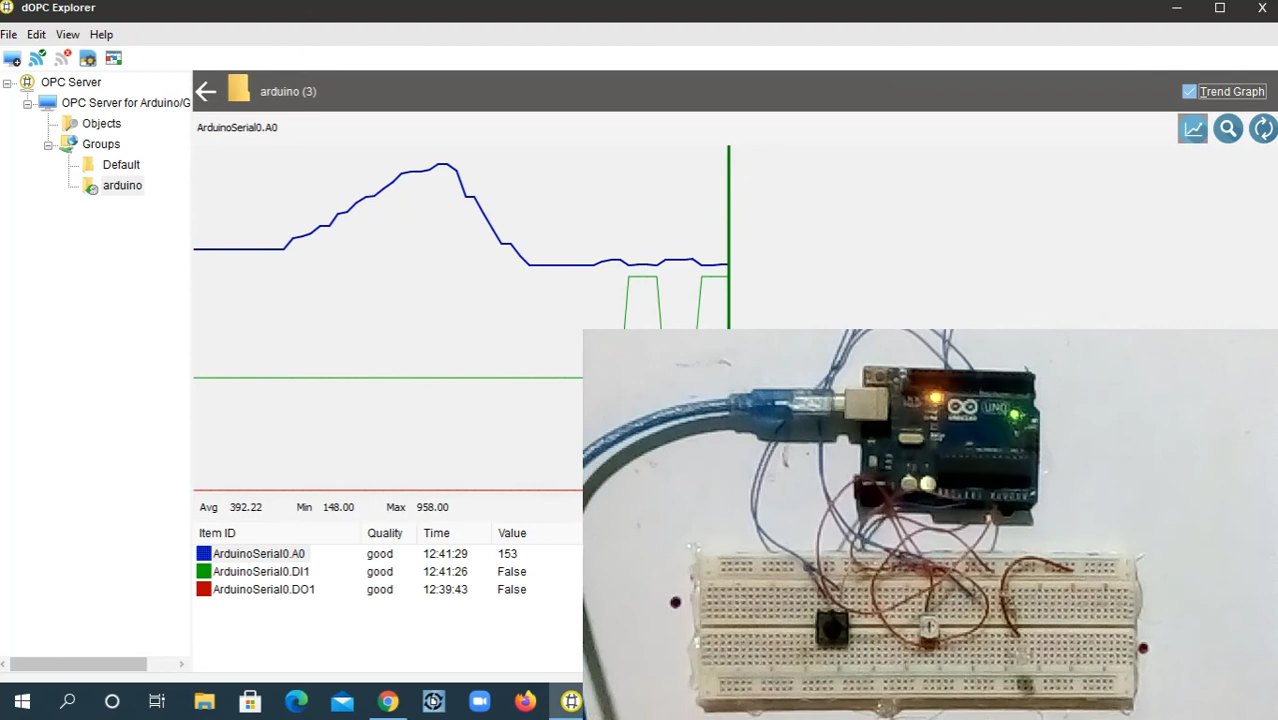 dOPC Explorer
File Edit View Help
OPC Server
arduino (3)
Trend Graph
OPC Server for Arduino/G
Objects
ArduinoSerial0.A0
Groups
Default
arduino
Avg 392.22 Min 148.00 Max 958.00
Item ID Quality Time Value
ArduinoSerial0.A0 good 12:41:29 153
ArduinoSerial0.DI1 good 12:41:26 False
ArduinoSerial0.DO1 good 12:39:43 False
UNO